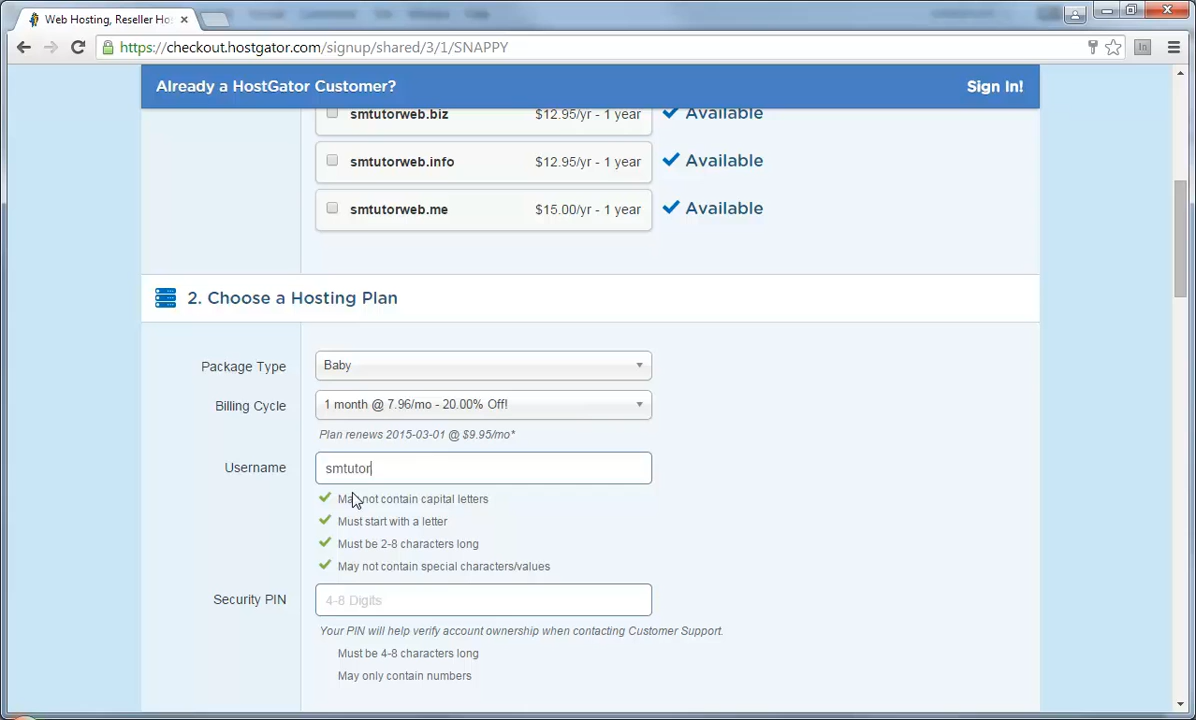 Web Hosting, Reseller Ho
https://checkout.hostgator.com/signup/shared/3/1/SNAPPY
Already a HostGator Customer? Sign In!
smtutorweb.biz $12.95/yr - 1 year Available
smtutorweb.info $12.95/yr - 1 year Available
smtutorweb.me $15.00/yr - 1 year Available
2. Choose a Hosting Plan
Package Type Baby
Billing Cycle 1 month @ 7.96/mo - 20.00% Off!
Plan renews 2015-03-01 @ $9.95/mo*
Username smtutor
May not contain capital letters
Must start with a letter
Must be 2-8 characters long
May not contain special characters/values
Security PIN 4-8 Digits
Your PIN will help verify account ownership when contacting Customer Support.
Must be 4-8 characters long
May only contain numbers